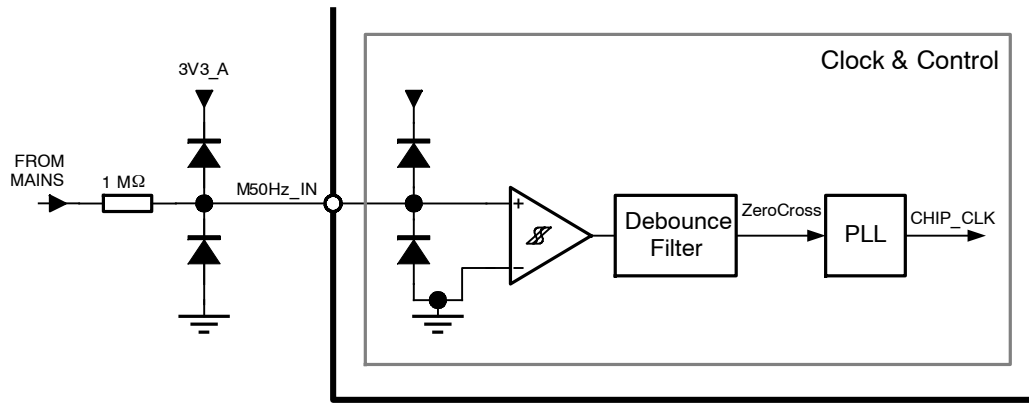 Clock & Control
3V3_A
FROM
MAINS
1 MΩ
M50Hz_IN
+
−
Debounce
Filter
ZeroCross
PLL
CHIP_CLK